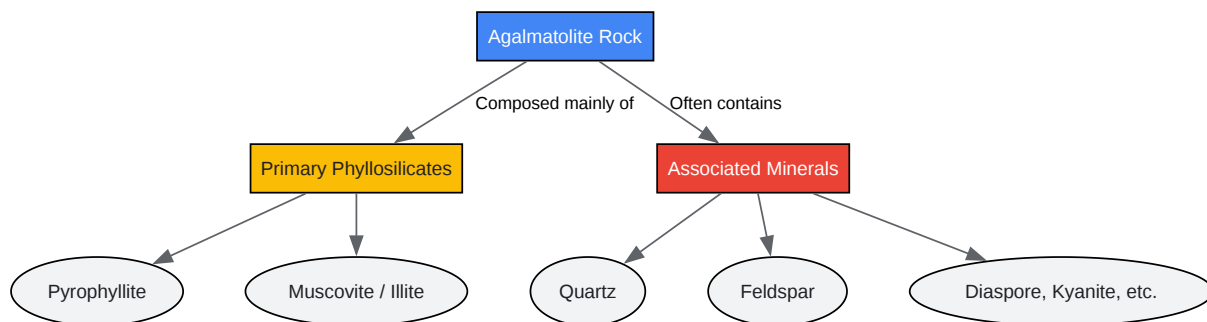 Agalmatolite Rock
Composed mainly of
Often contains
Primary Phyllosilicates
Associated Minerals
Pyrophyllite
Muscovite / Illite
Quartz
Feldspar
Diaspore, Kyanite, etc.